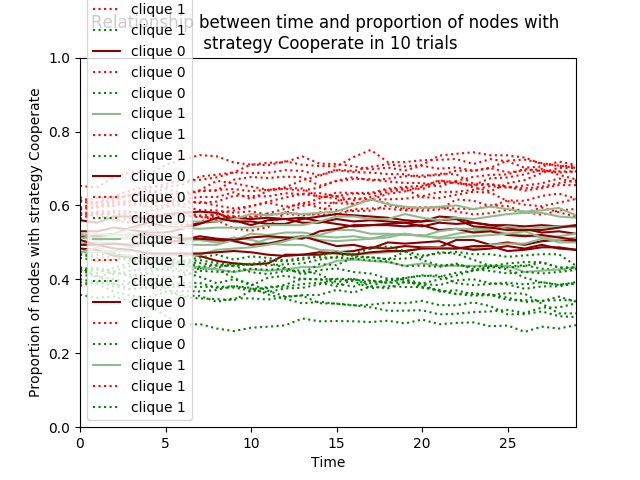 Relationship between time and proportion of nodes with
strategy Cooperate in 10 trials
Proportion of nodes with strategy Cooperate
1.0
0.8
0.6
0.4
0.2
0.0
clique 1
clique 1
clique 0
clique 0
clique 0
clique 1
clique 1
clique 1
clique 0
clique 0
clique 0
clique 1
clique 1
clique 1
clique 0
clique 0
clique 0
clique 1
clique 1
clique 1
0 5 10 15 20 25
Time